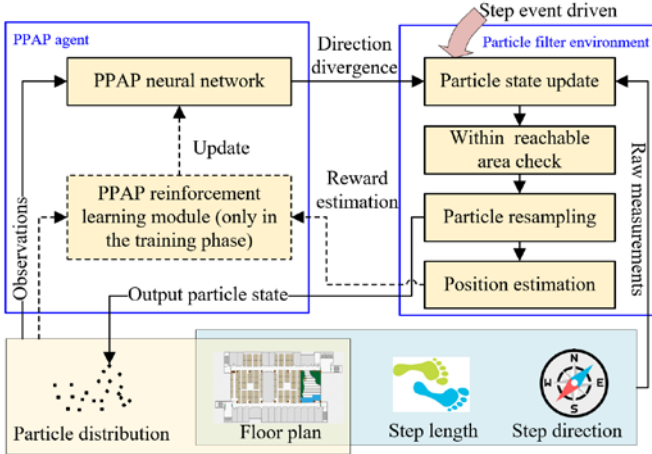 Step event driven
PPAP agent
Direction
divergence
Particle filter environment
PPAP neural network
Particle state update
Update
Within reachable
area check
PPAP reinforcement
learning module (only in
the training phase)
Reward
estimation
Particle resampling
Raw measurements
Observations
Output particle state
Position estimation
N
W
E
S
Particle distribution
Floor plan
Step length
Step direction